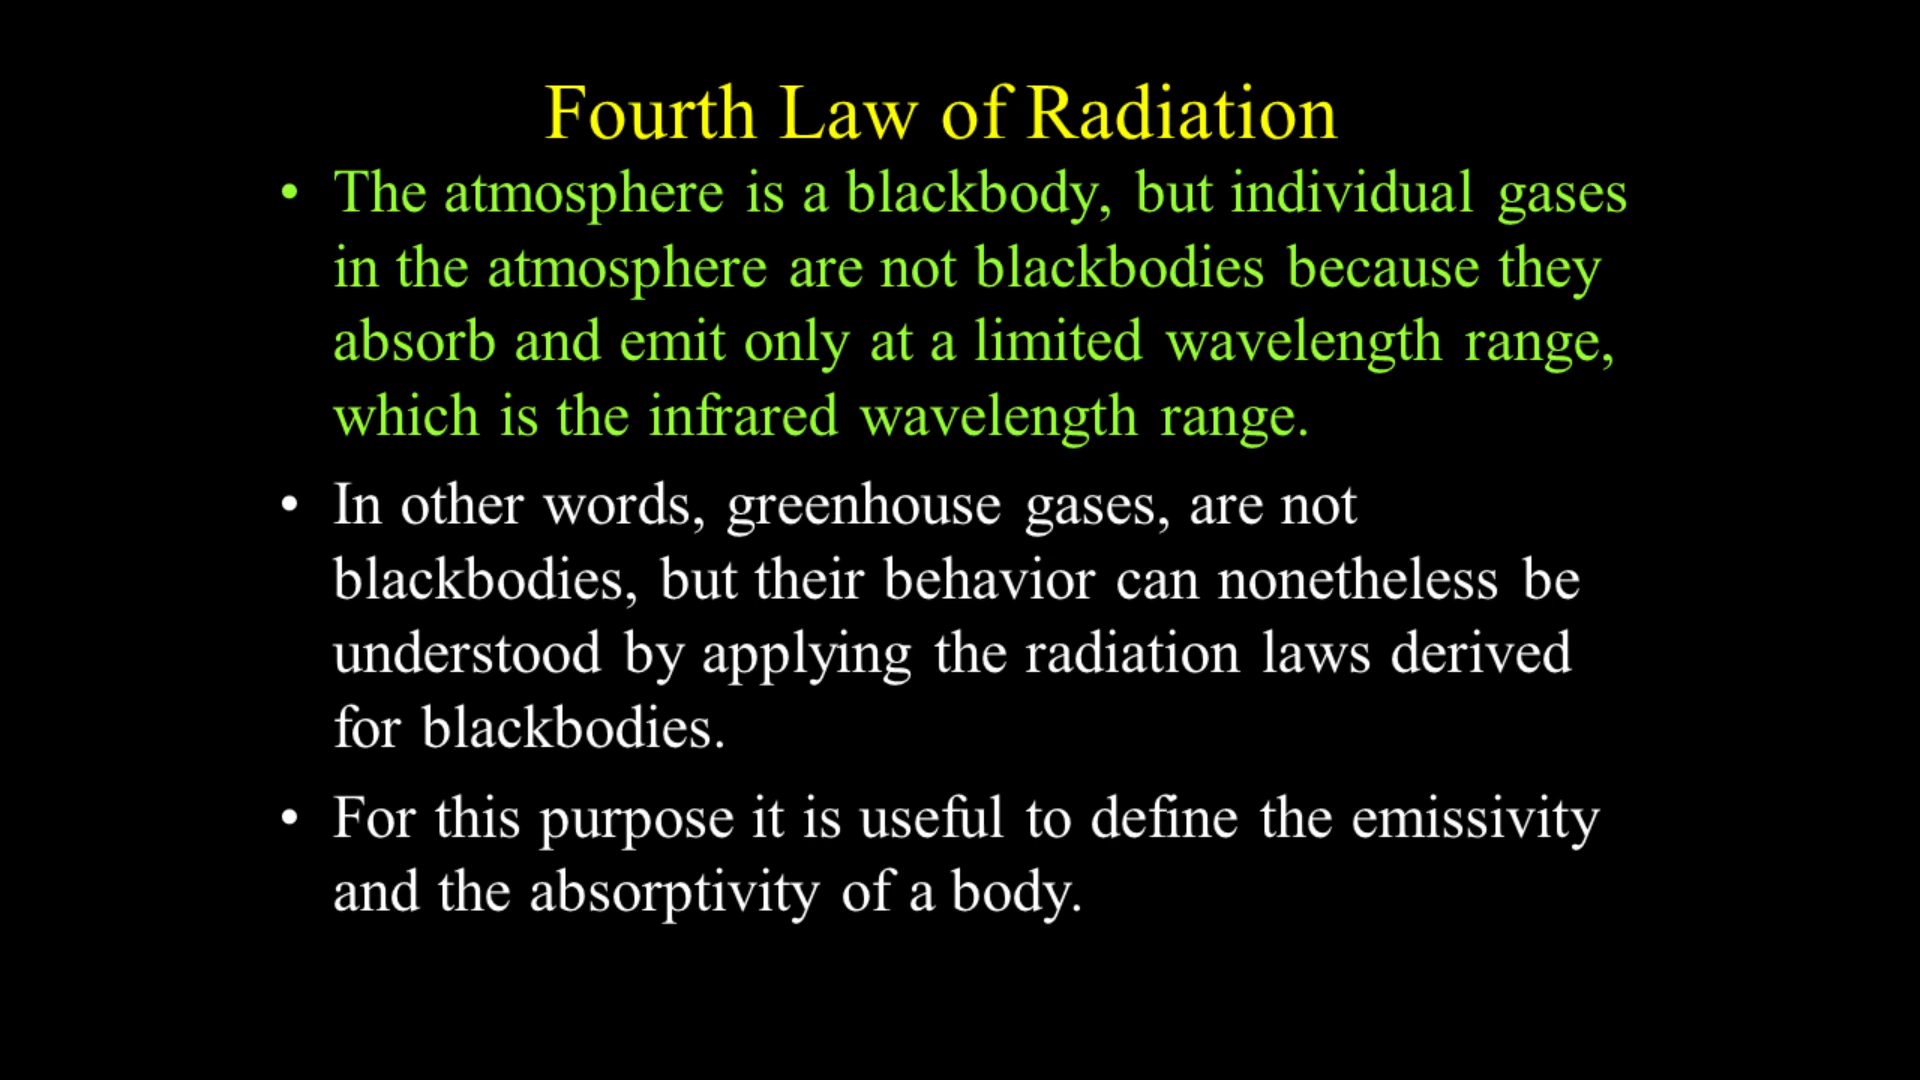 Fourth Law of Radiation
• The atmosphere is a blackbody, but individual gases
in the atmosphere are not blackbodies because they
absorb and emit only at a limited wavelength range,
which is the infrared wavelength range.
• In other words, greenhouse gases, are not
blackbodies, but their behavior can nonetheless be
understood by applying the radiation laws derived
for blackbodies.
• For this purpose it is useful to define the emissivity
and the absorptivity of a body.